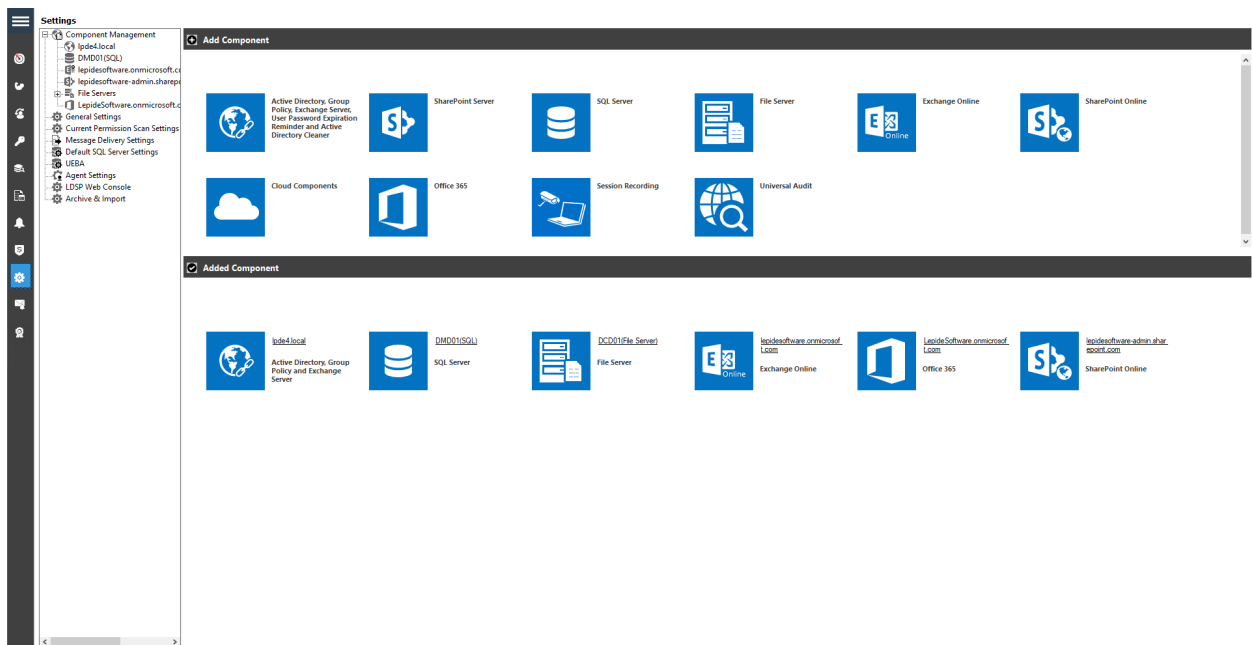 Settings
Component Management
lpde4.local
DMD01(SQL)
lepidesoftware.onmicrosoft.c
lepidesoftware-admin.sharep
File Servers
LepideSoftware.onmicrosoft.c
General Settings
Current Permission Scan Settings
Message Delivery Settings
Default SQL Server Settings
UEBA
Agent Settings
LDSP Web Console
Archive & Import
Add Component
Active Directory, Group
Policy, Exchange Server,
User Password Expiration
Reminder and Active
Directory Cleaner
SharePoint Server
SQL Server
File Server
Exchange Online
SharePoint Online
S
E
Online
S
Cloud Components
Office 365
Session Recording
Universal Audit
Added Component
lpde4.local
Active Directory, Group
Policy and Exchange
Server
DMD01(SQL)
SQL Server
DCD01(File Server)
File Server
E
Online
lepidesoftware.onmicrosof
t.com
Exchange Online
LepideSoftware.onmicrosof
t.com
Office 365
S
lepidesoftware-admin.shar
epoint.com
SharePoint Online